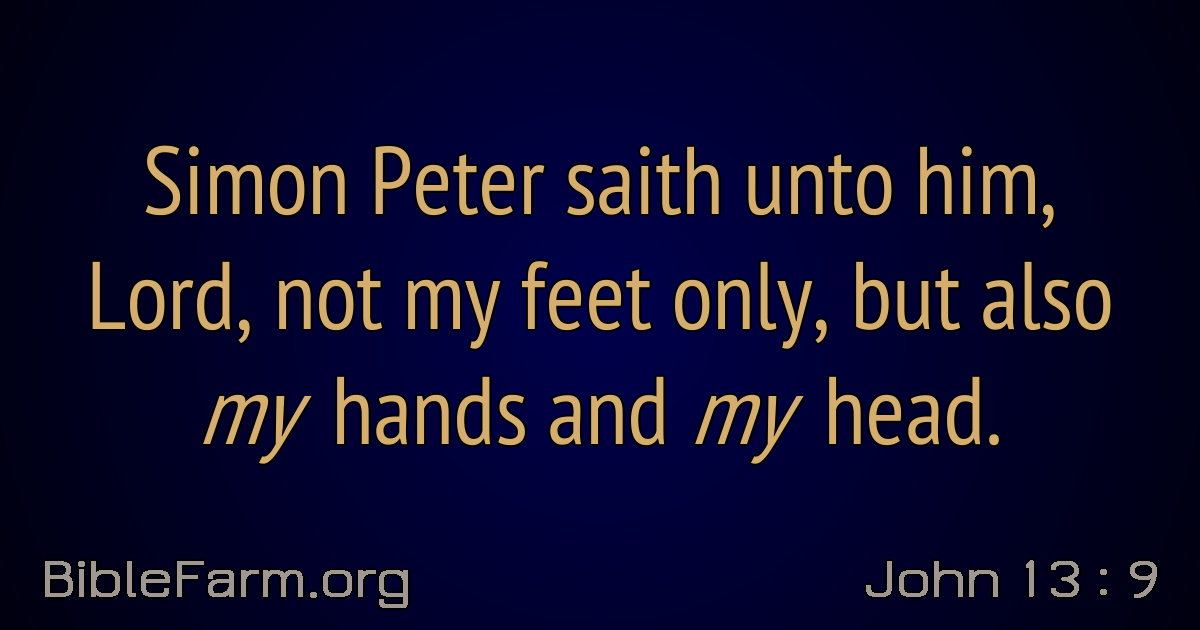 Simon Peter saith unto him,
Lord, not my feet only, but also
my hands and my head.
BibleFarm.org
John 13 : 9